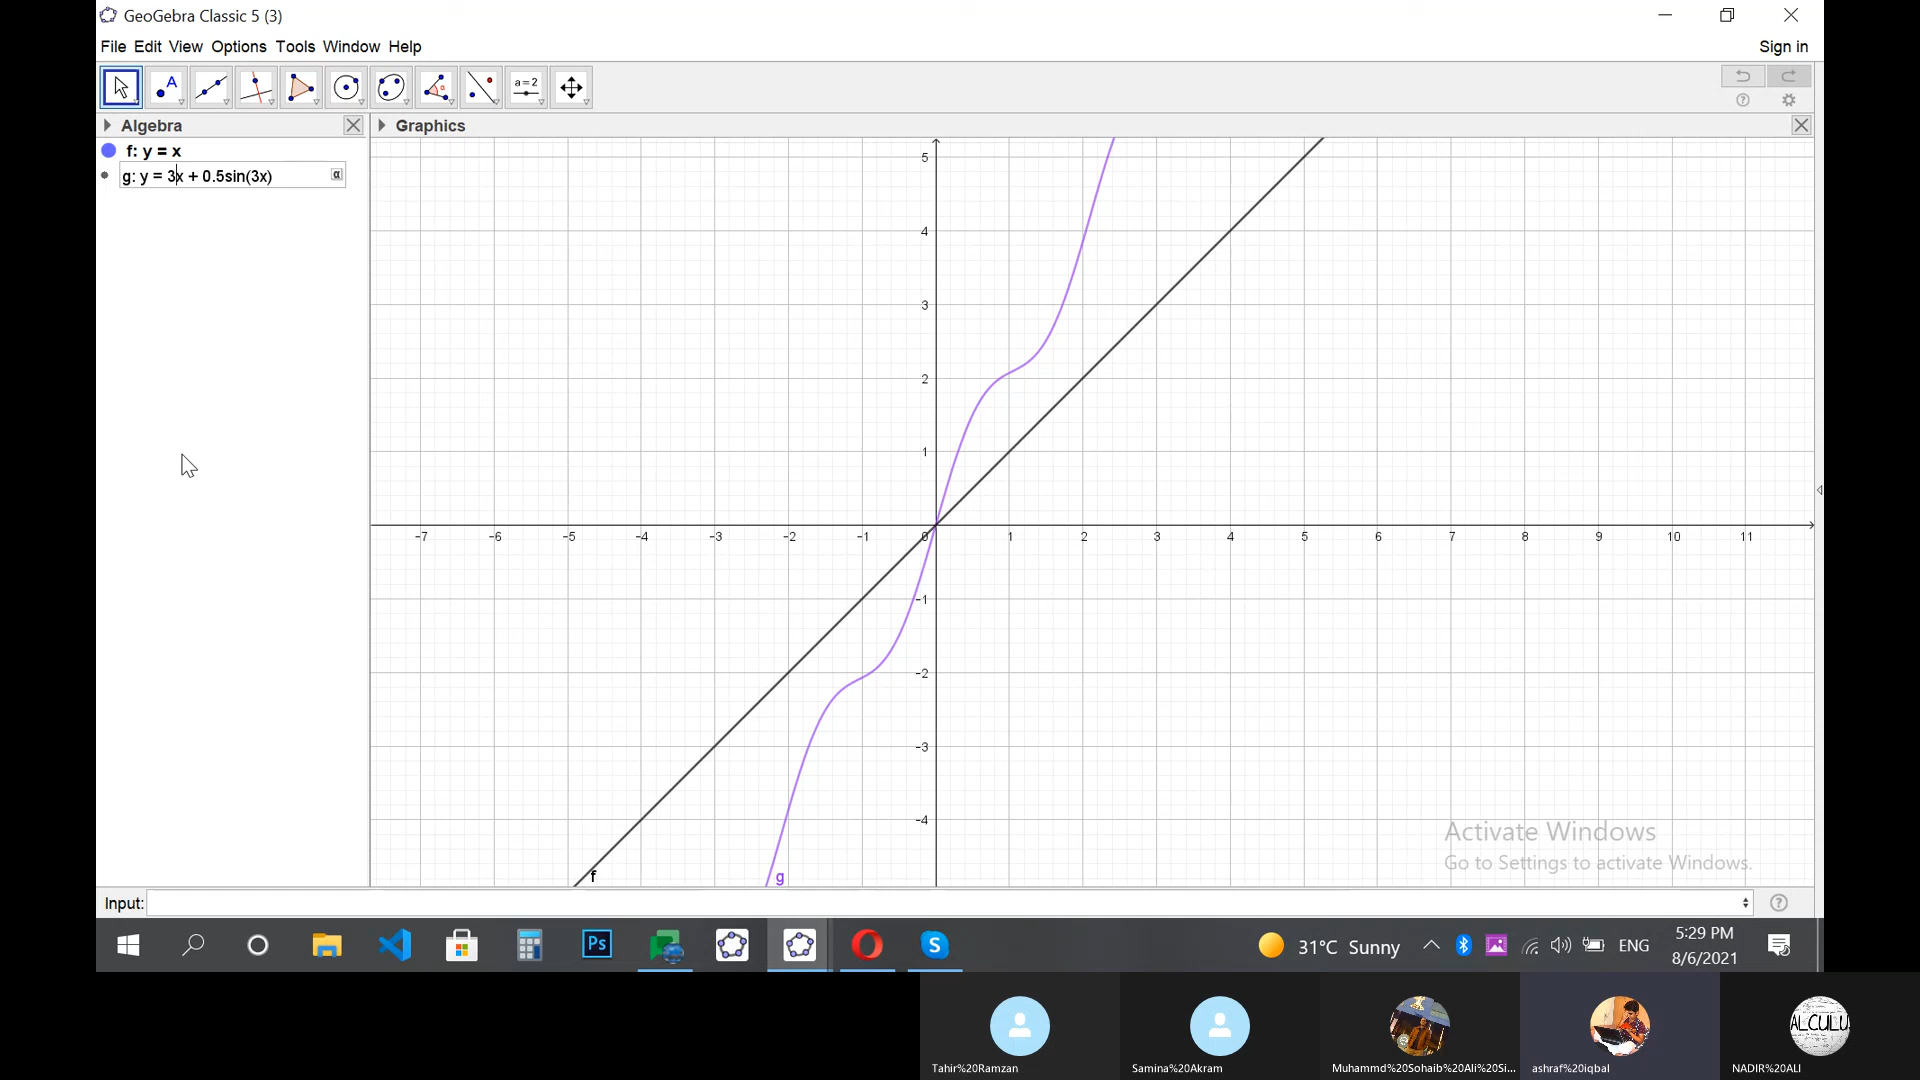 GeoGebra Classic 5 (3)
File Edit View Options Tools Window Help
Sign in
A
a=2
Algebra
Graphics
f: y = x
g: y = 3x + 0.5sin(3x)
α
5
4
3
2
1
-7 -6 -5 -4 -3 -2 -1 0 1 2 3 4 5 6 7 8 9 10 11
-1
-2
-3
-4
f
g
Activate Windows
Go to Settings to activate Windows.
Input:
Ps
S
31°C Sunny
ENG
5:29 PM
8/6/2021
ALCULU
Tahir%20Ramzan
Samina%20Akram
Muhammd%20Sohaib%20Ali%20Si...
ashraf%20iqbal
NADIR%20ALI